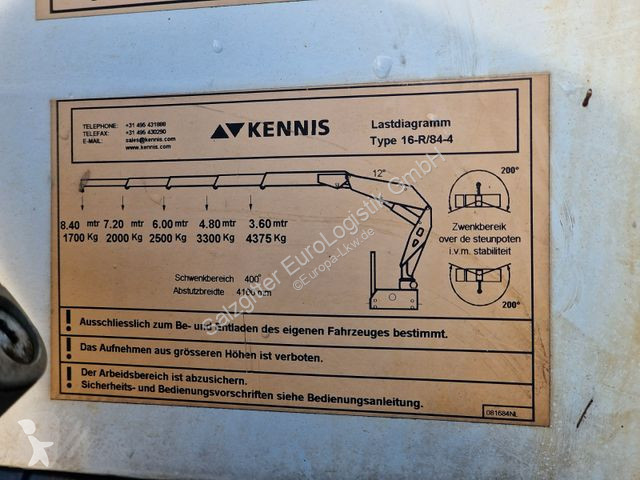 TELEPHONE: +31 495 431888
TELEFAX: +31 495 430290
E-MAIL: sales@kennis.com
www.kennis.com
KENNIS
Lastdiagramm
Type 16-R/84-4
12°
200°
8.40 mtr 7.20 mtr 6.00 mtr 4.80 mtr 3.60 mtr
1700 Kg 2000 Kg 2500 Kg 3300 Kg 4375 Kg
Zwenkbereik
over de steunpoten
i.v.m. stabiliteit
200°
Schwenkbereich 400°
Abstutzbreidte 4100 mm
! Ausschliesslich zum Be- und entladen des eigenen Fahrzeuges bestimmt.
! Das Aufnehmen aus grösseren Höhen ist verboten.
! Der Arbeidsbereich ist abzusichern.
Sicherheits- und Bedienungsvorschriften siehe Bedienungsanleitung.
081684NL
Salzgitter EuroLogistik GmbH
©Europa-Lkw.de